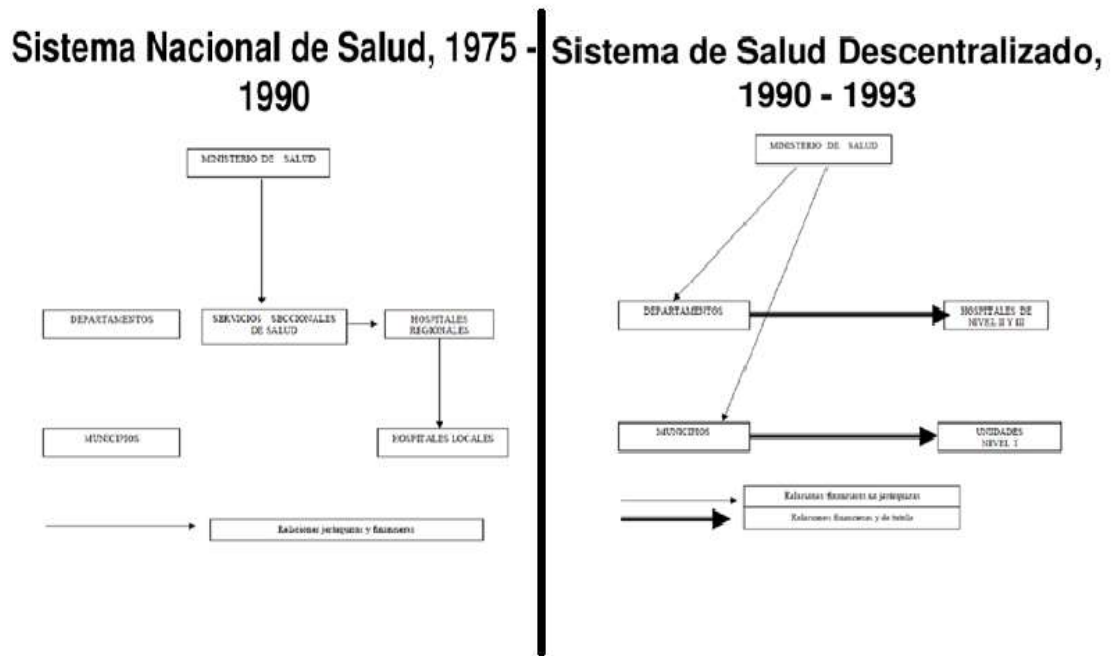 Sistema Nacional de Salud, 1975 -
1990
MINISTERIO DE SALUD
DEPARTAMENTOS
SERVICIOS SECCIONALES
DE SALUD
HOSPITALES
REGIONALES
MUNICIPIOS
HOSPITALES LOCALES
Relaciones jerarquicas y financieras
Sistema de Salud Descentralizado,
1990 - 1993
MINISTERIO DE SALUD
DEPARTAMENTOS
HOSPITALES DE
NIVEL II Y III
MUNICIPIOS
UNIDADES
NIVEL I
Relaciones financieras no jerarquicas
Relaciones financieras y de tutela